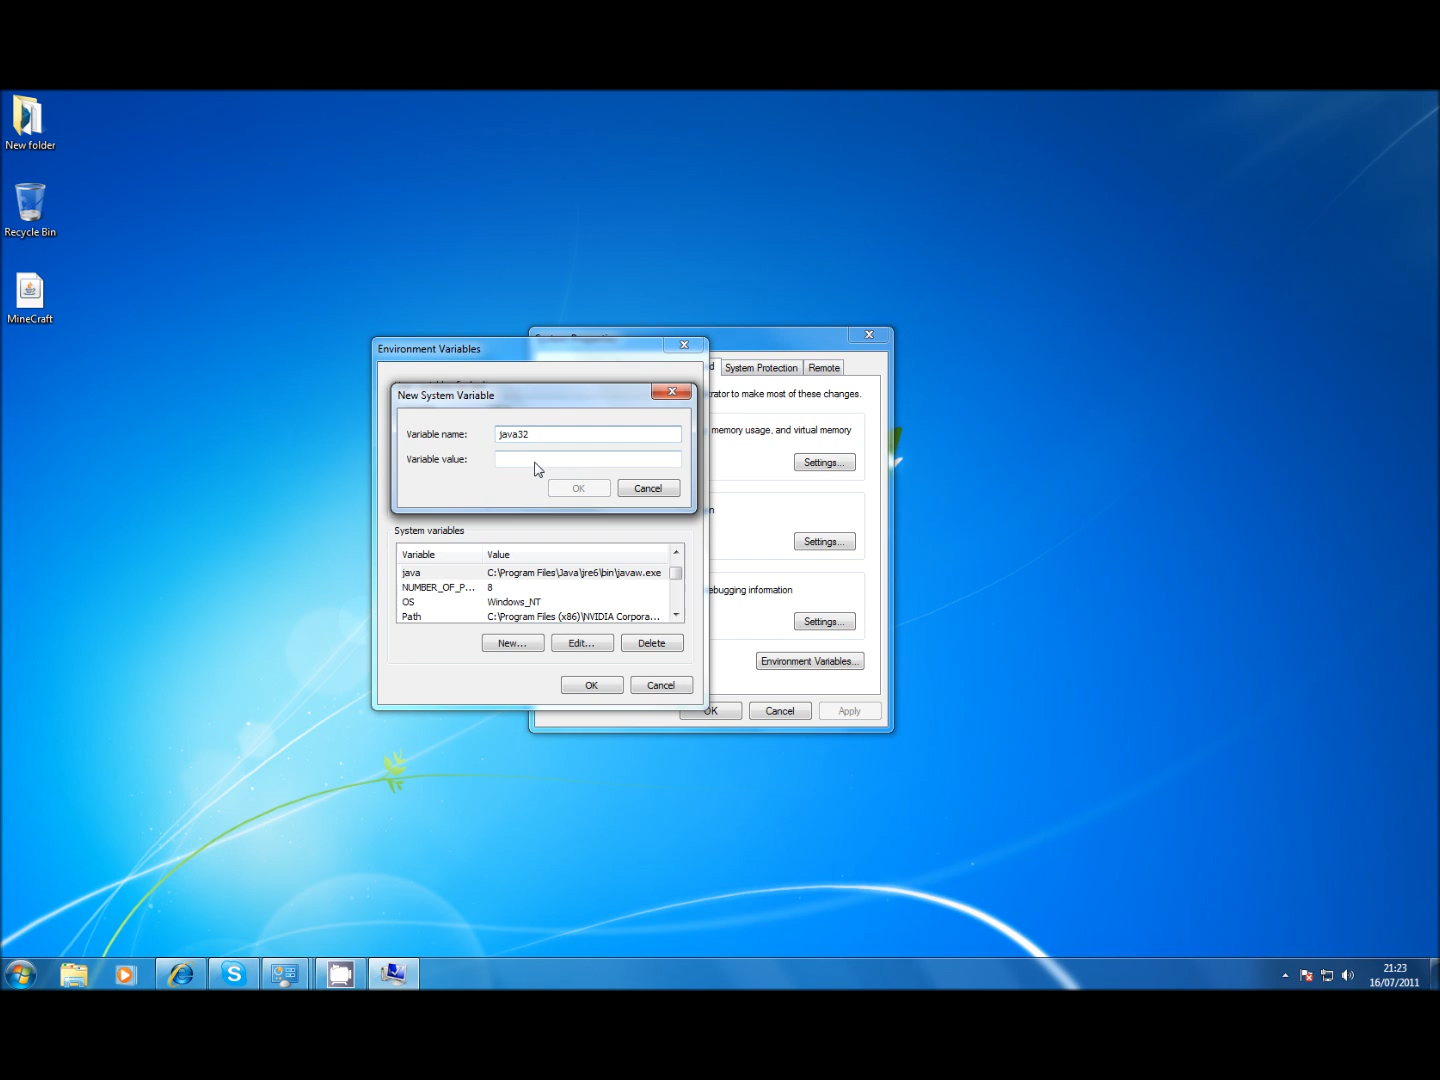 New folder
Recycle Bin
MineCraft
Environment Variables
New System Variable
Variable name:
java32
Variable value:
OK
Cancel
System variables
Variable
Value
java
C:\Program Files\Java\jre6\bin\javaw.exe
NUMBER_OF_P...
8
OS
Windows_NT
Path
C:\Program Files (x86)\NVIDIA Corpora...
New...
Edit...
Delete
OK
Cancel
System Protection
Remote
to make most of these changes.
memory usage, and virtual memory
Settings...
Settings...
information
Settings...
Environment Variables...
OK
Cancel
Apply
21:23
16/07/2011